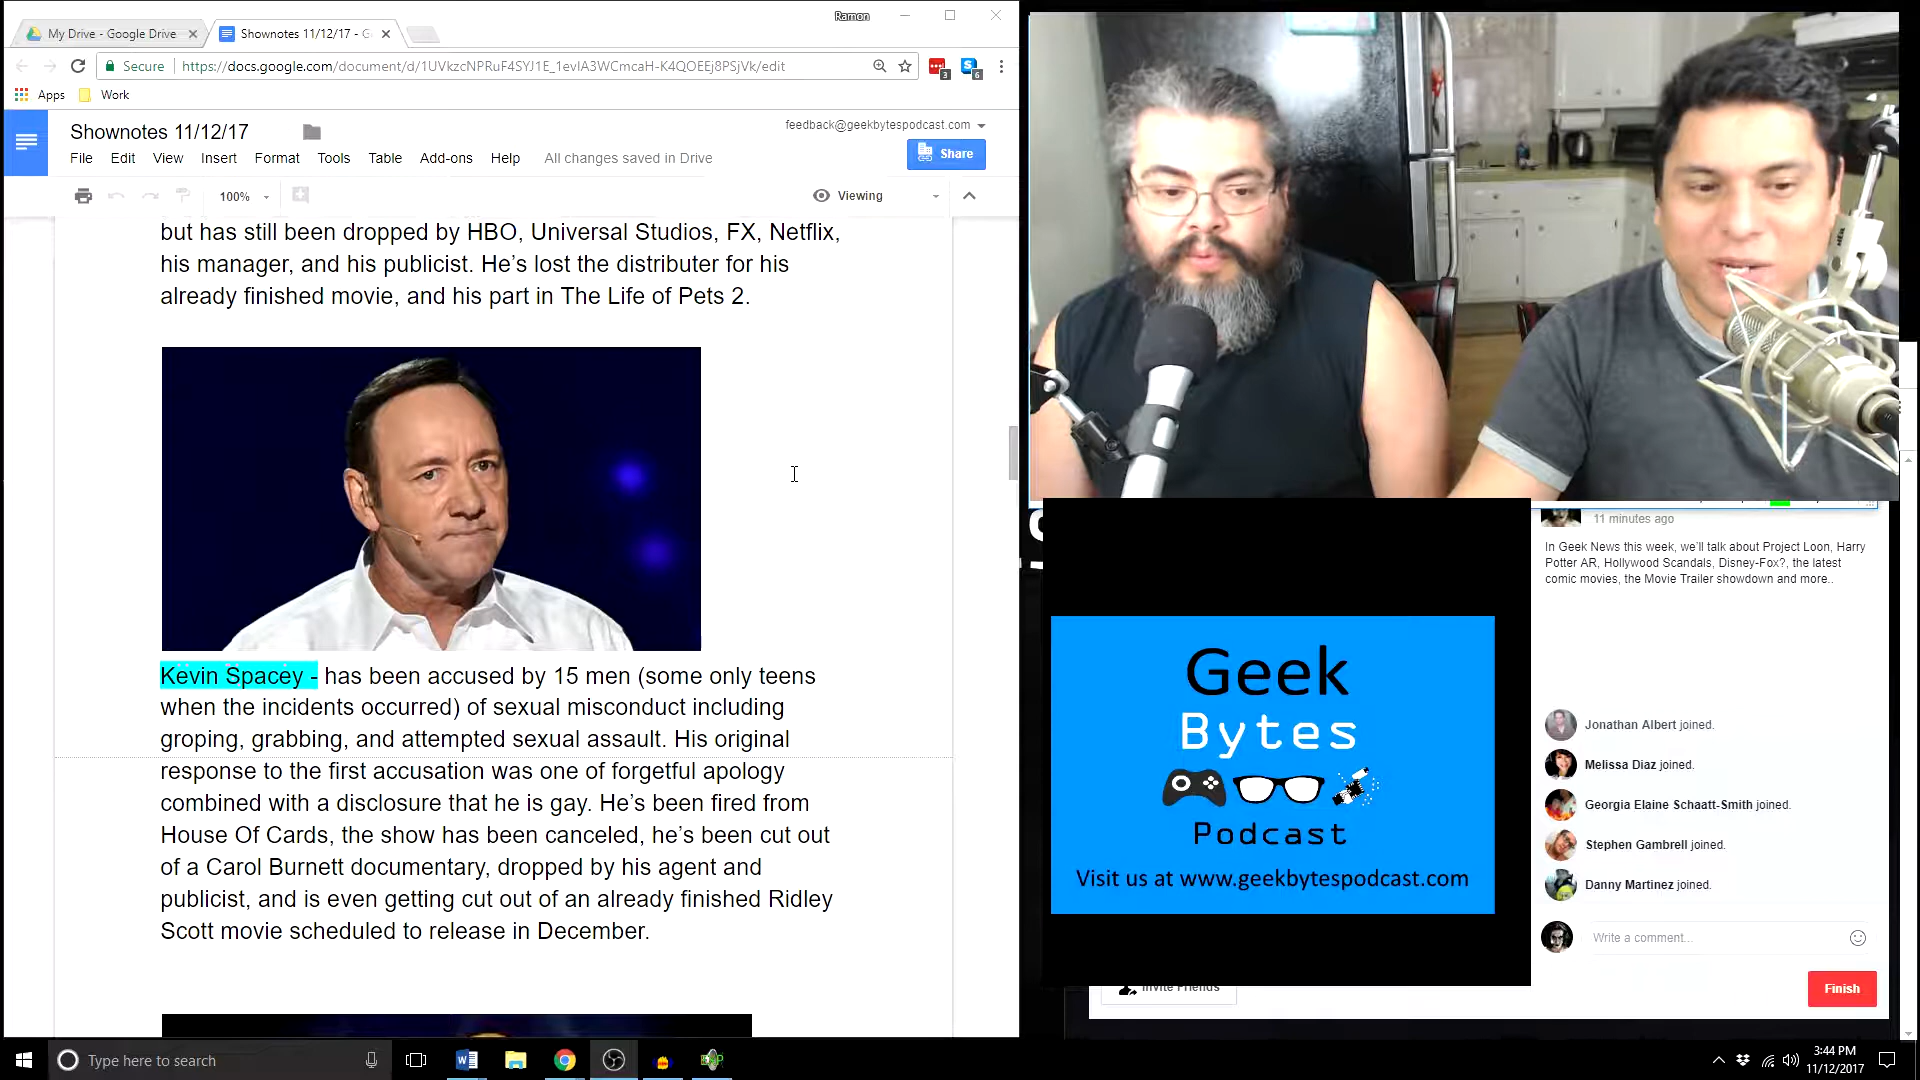 Ramon
My Drive - Google Drive
Shownotes 11/12/17 - G
Secure
https://docs.google.com/document/d/1UVkzcNPRuF4SYJ1E_1evIA3WCmcaH-K4QOEEj8PSjVk/edit
3
6
Apps
Work
Shownotes 11/12/17
feedback@geekbytespodcast.com
File Edit View Insert Format Tools Table Add-ons Help All changes saved in Drive
Share
100%
Viewing
but has still been dropped by HBO, Universal Studios, FX, Netflix,
his manager, and his publicist. He’s lost the distributer for his
already finished movie, and his part in The Life of Pets 2.
Kevin Spacey - has been accused by 15 men (some only teens
when the incidents occurred) of sexual misconduct including
groping, grabbing, and attempted sexual assault. His original
response to the first accusation was one of forgetful apology
combined with a disclosure that he is gay. He’s been fired from
House Of Cards, the show has been canceled, he’s been cut out
of a Carol Burnett documentary, dropped by his agent and
publicist, and is even getting cut out of an already finished Ridley
Scott movie scheduled to release in December.
11 minutes ago
In Geek News this week, we’ll talk about Project Loon, Harry
Potter AR, Hollywood Scandals, Disney-Fox?, the latest
comic movies, the Movie Trailer showdown and more..
Geek
Bytes
Podcast
Visit us at www.geekbytespodcast.com
Jonathan Albert joined.
Melissa Diaz joined.
Georgia Elaine Schaatt-Smith joined.
Stephen Gambrell joined.
Danny Martinez joined.
Write a comment...
Invite Friends
Finish
Type here to search
3:44 PM
11/12/2017